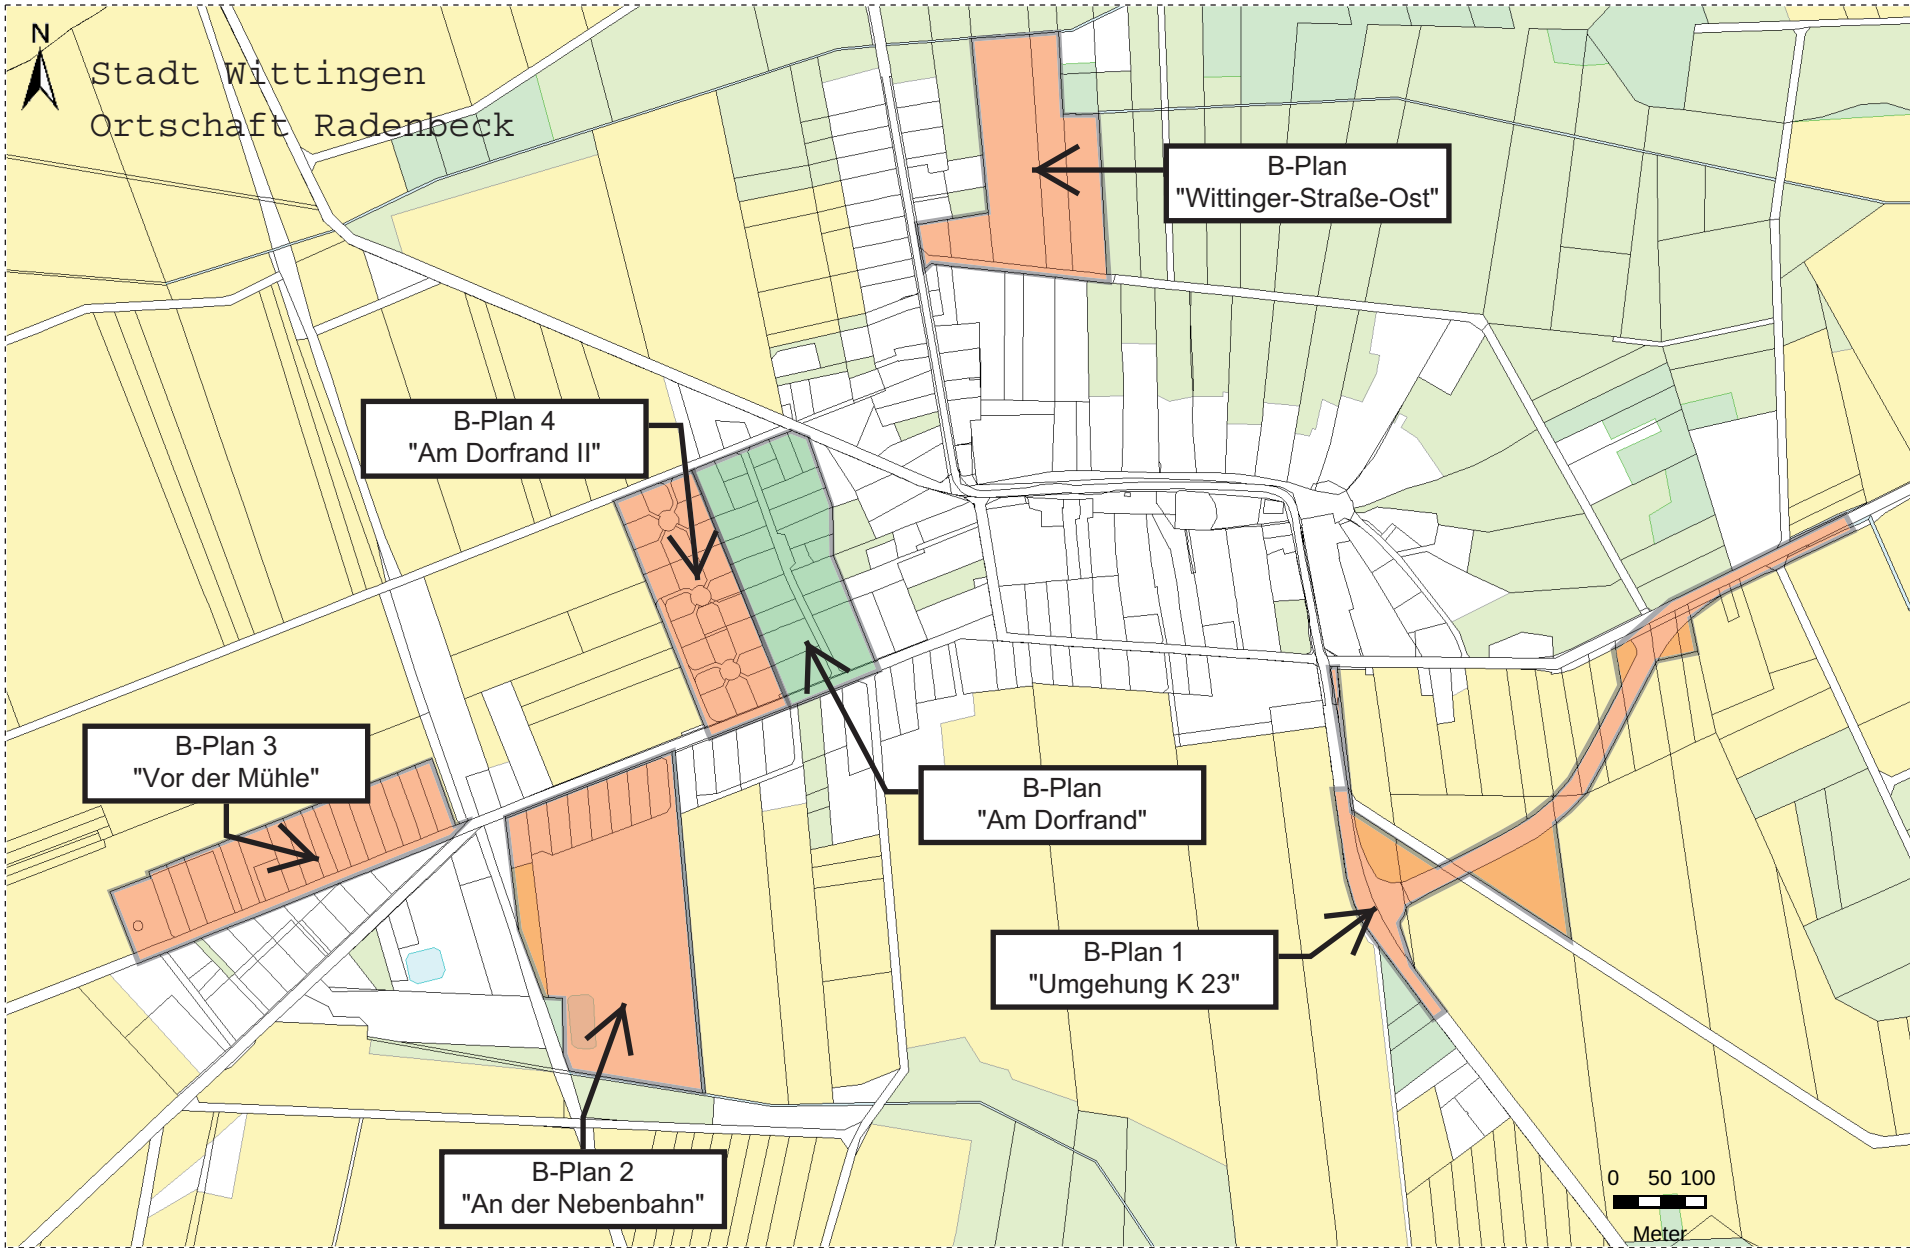 N
Stadt Wittingen
Ortschaft Radenbeck
B-Plan
"Wittinger-Straße-Ost"
B-Plan 4
"Am Dorfrand II"
B-Plan 3
"Vor der Mühle"
B-Plan
"Am Dorfrand"
B-Plan 1
"Umgehung K 23"
B-Plan 2
"An der Nebenbahn"
0 50 100
Meter